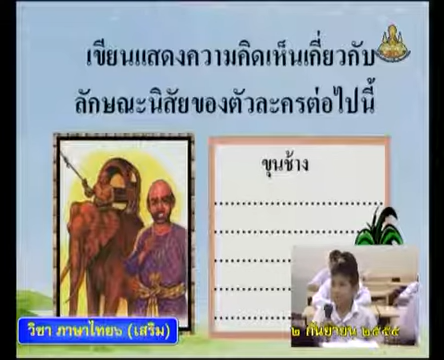 เขียนแสดงความคิดเห็นเกี่ยวกับ
ลักษณะนิสัยของตัวละครต่อไปนี้
ขุนช้าง
วิชา ภาษาไทย๖ (เสริม)
๒ กันยายน ๒๕๕๕